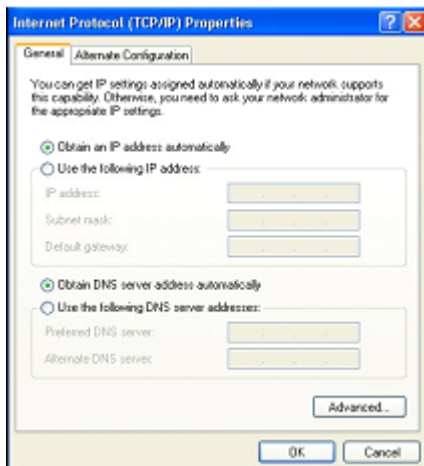 Internet Protocol (TCP/IP) Properties
General
Alternate Configuration
You can get IP settings assigned automatically if your network supports
this capability. Otherwise, you need to ask your network administrator for
the appropriate IP settings.
Obtain an IP address automatically
Use the following IP address:
IP address:
Subnet mask:
Default gateway:
Obtain DNS server address automatically
Use the following DNS server addresses:
Preferred DNS server:
Alternate DNS server:
Advanced...
OK
Cancel